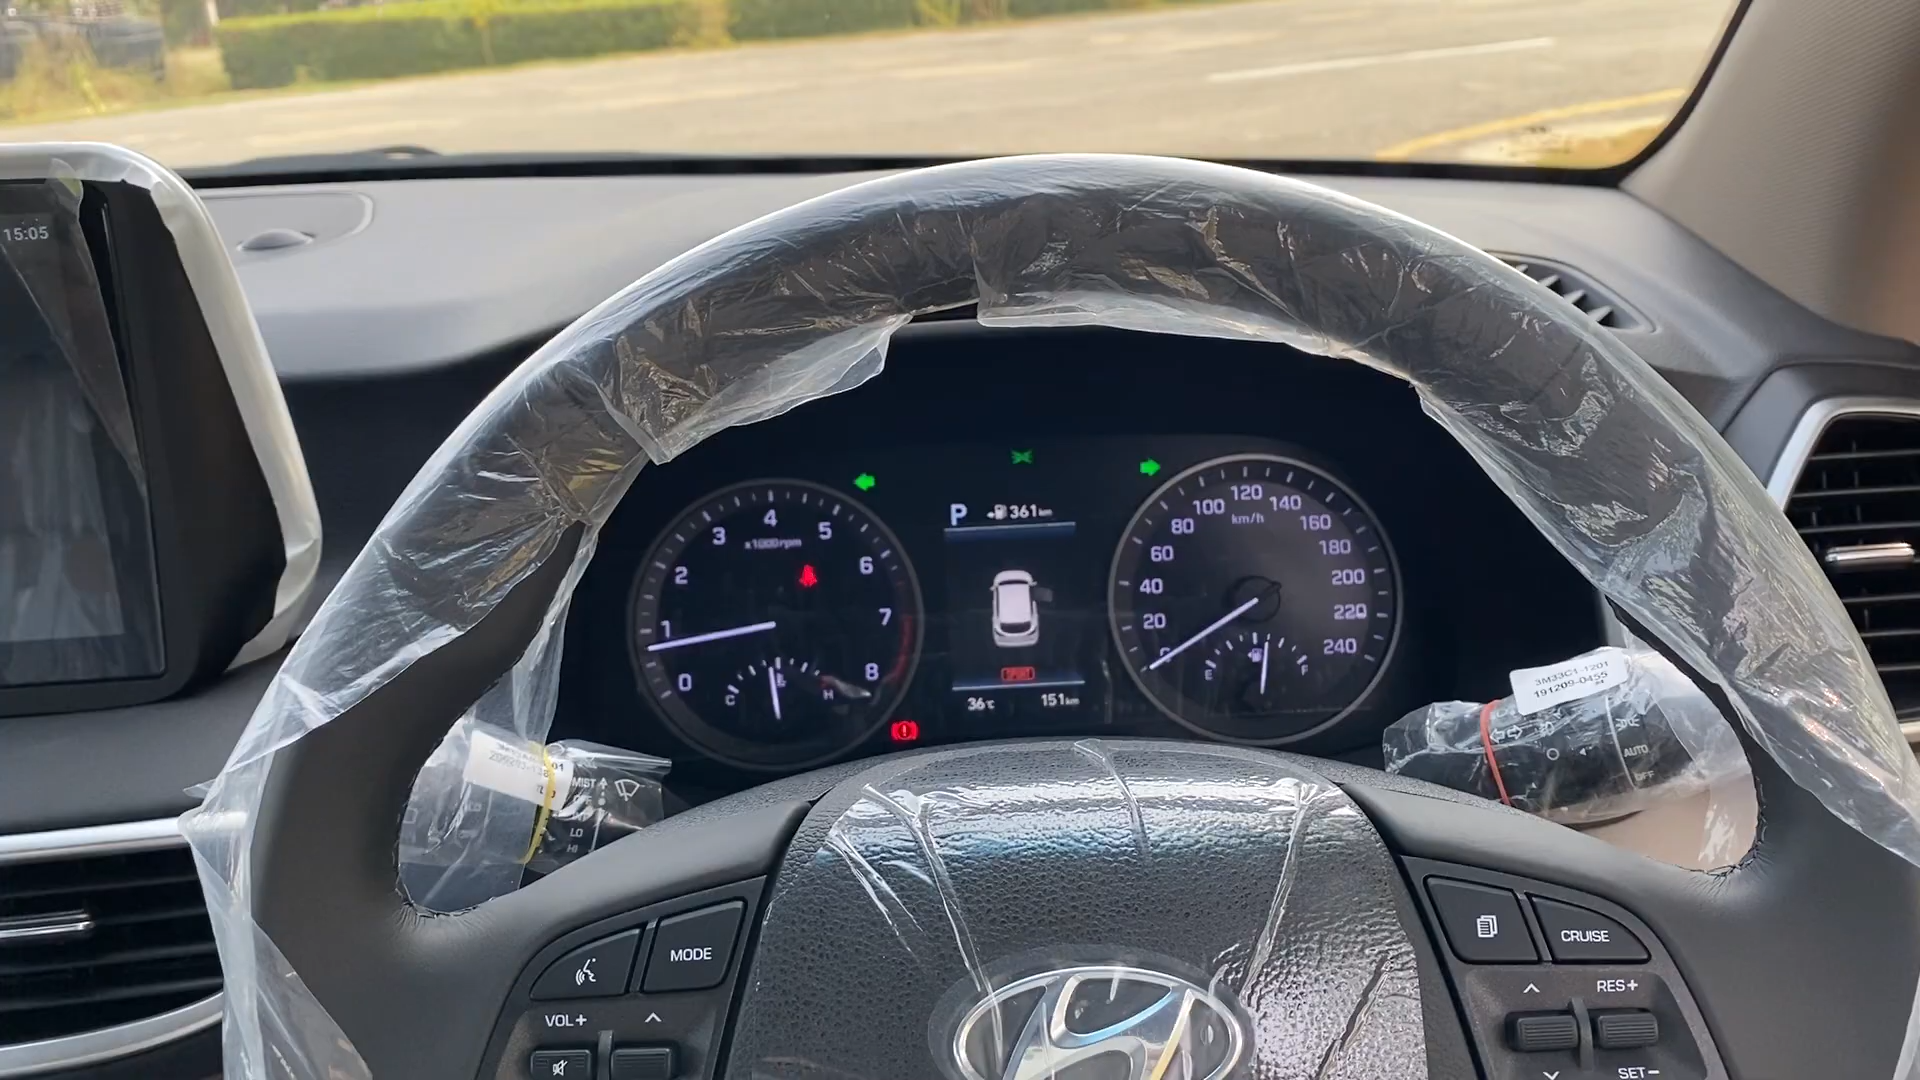 15:05
0
1
2
3
4
5
6
7
8
x1000rpm
C
H
P
361km
SPORT
36℃
151km
0
20
40
60
80
100
120
140
160
180
200
220
240
km/h
E
F
3M33C1-1201
191209-0455
AUTO
OFF
MIST
LO
HI
MODE
VOL+
CRUISE
RES+
SET-